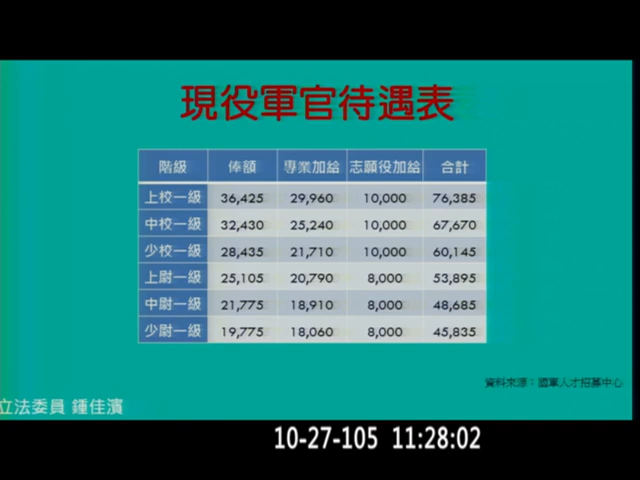 現役軍官待遇表
階級 俸額 專業加給 志願役加給 合計
上校一級 36,425 29,960 10,000 76,385
中校一級 32,430 25,240 10,000 67,670
少校一級 28,435 21,710 10,000 60,145
上尉一級 25,105 20,790 8,000 53,895
中尉一級 21,775 18,910 8,000 48,685
少尉一級 19,775 18,060 8,000 45,835
資料來源：國軍人才招募中心
立法委員 鍾佳濱
10-27-105 11:28:02